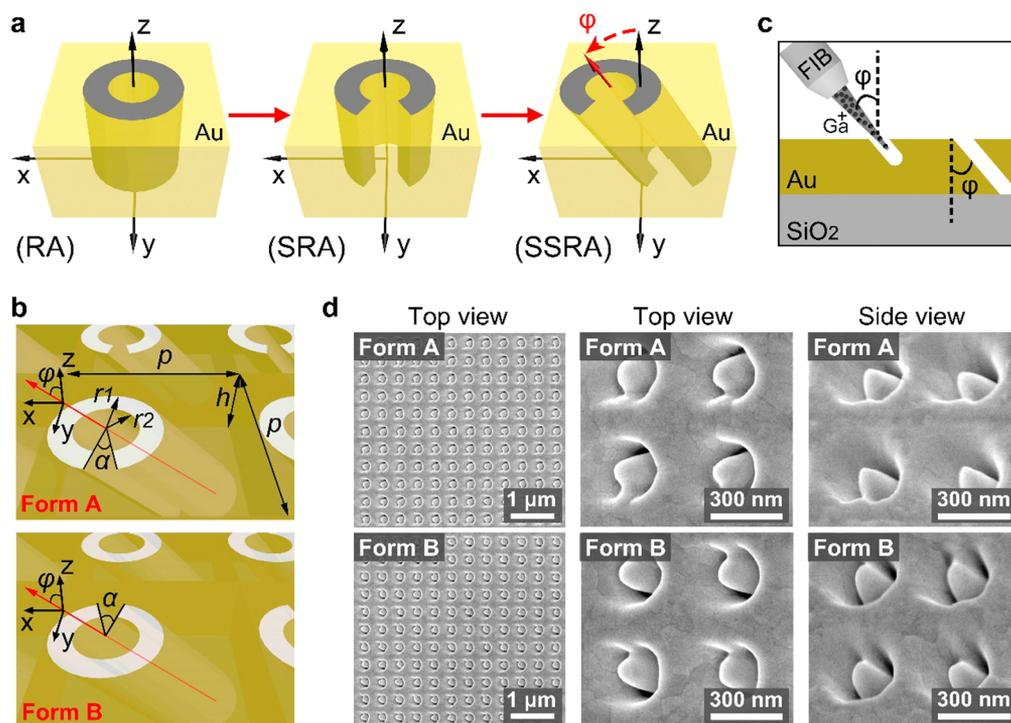 a
z
x
y
Au
(RA)
z
x
y
Au
(SRA)
φ
z
x
y
Au
(SSRA)
c
FIB
Ga+
φ
φ
Au
SiO2
b
p
φ
z
x
y
r1
r2
h
p
α
Form A
φ
z
x
y
α
Form B
d
Top view
Top view
Side view
Form A
1 μm
Form A
300 nm
Form A
300 nm
Form B
1 μm
Form B
300 nm
Form B
300 nm